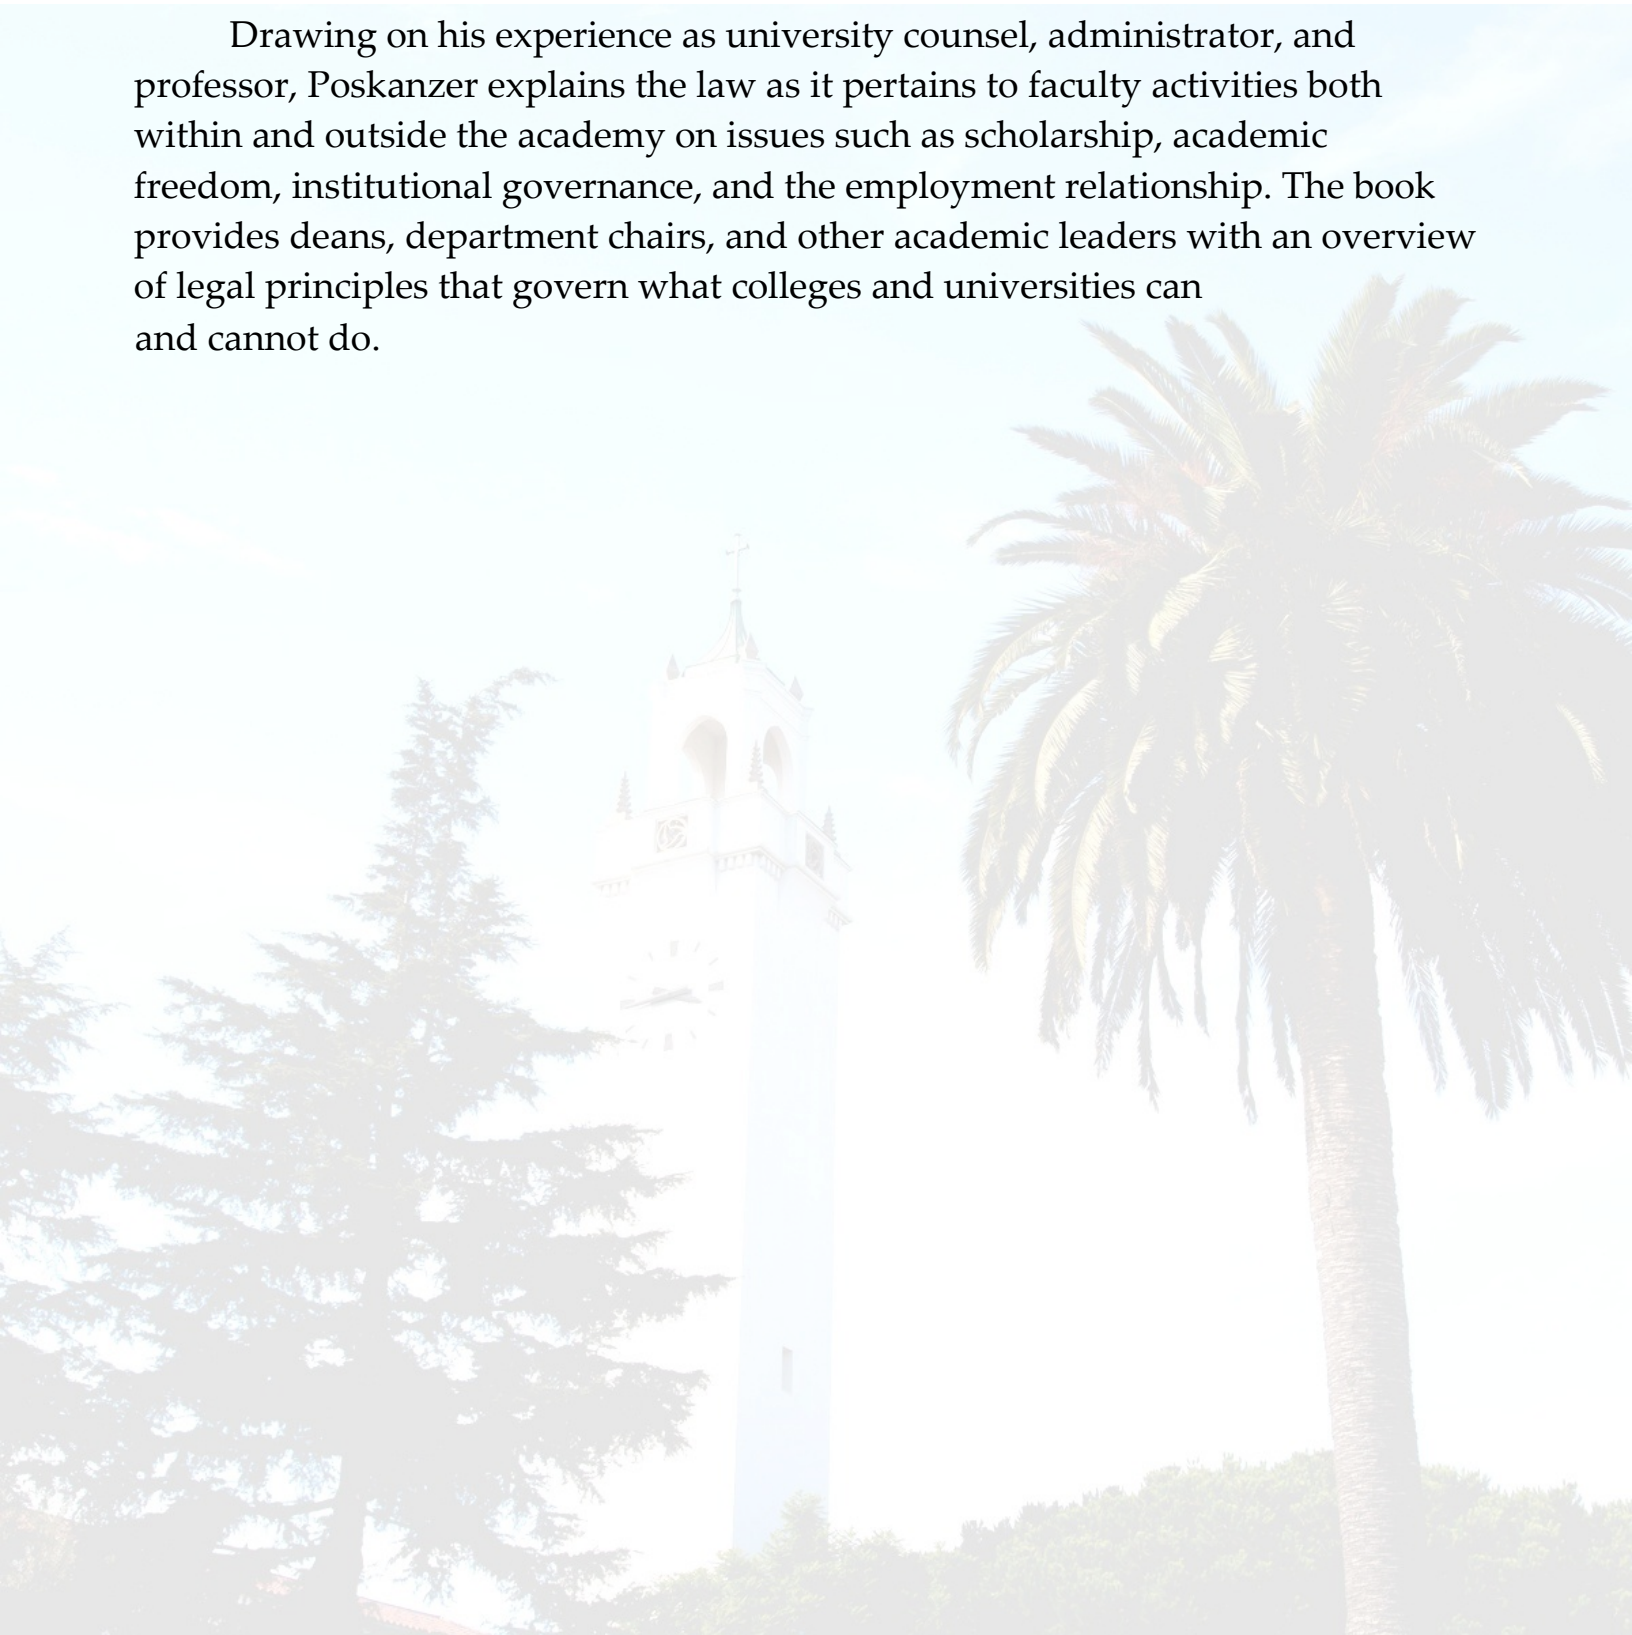 Drawing on his experience as university counsel, administrator, and
professor, Poskanzer explains the law as it pertains to faculty activities both
within and outside the academy on issues such as scholarship, academic
freedom, institutional governance, and the employment relationship. The book
provides deans, department chairs, and other academic leaders with an overview
of legal principles that govern what colleges and universities can
and cannot do.